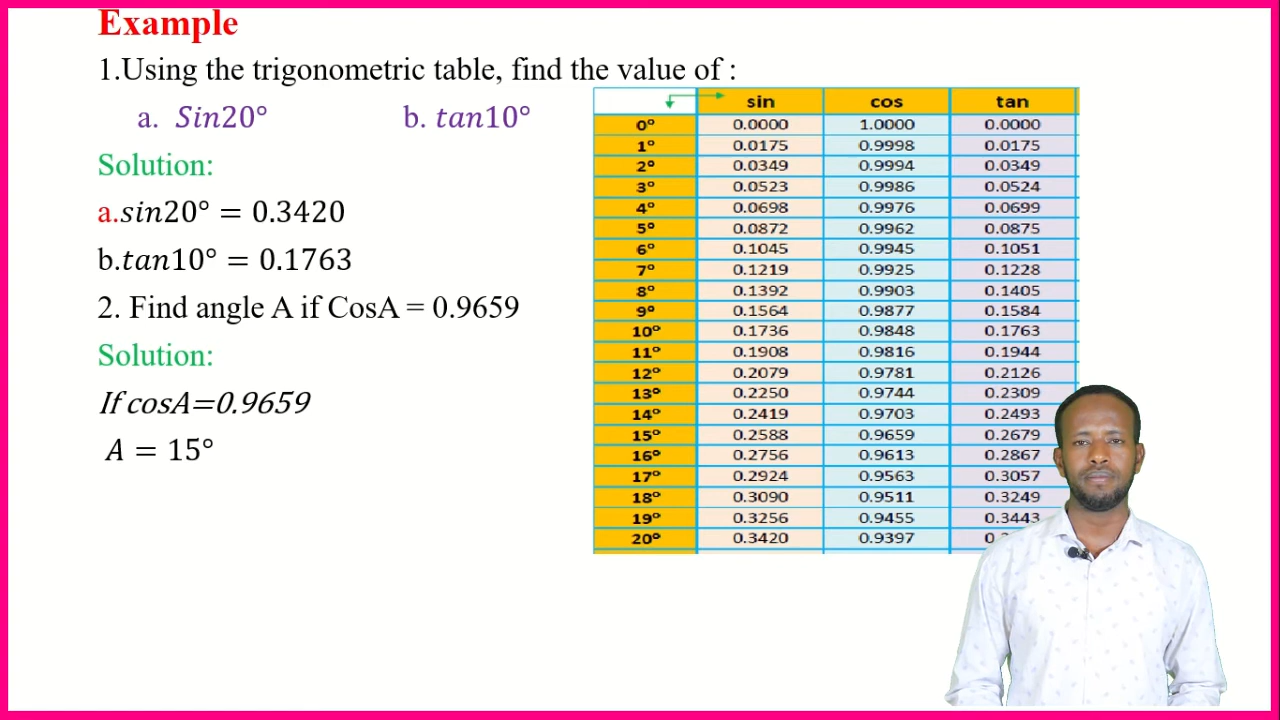 Example
1.Using the trigonometric table, find the value of :
a. Sin20° b. tan10°
Solution:
a.sin20° = 0.3420
b.tan10° = 0.1763
2. Find angle A if CosA = 0.9659
Solution:
If cosA=0.9659
A = 15°
sin cos tan
0° 0.0000 1.0000 0.0000
1° 0.0175 0.9998 0.0175
2° 0.0349 0.9994 0.0349
3° 0.0523 0.9986 0.0524
4° 0.0698 0.9976 0.0699
5° 0.0872 0.9962 0.0875
6° 0.1045 0.9945 0.1051
7° 0.1219 0.9925 0.1228
8° 0.1392 0.9903 0.1405
9° 0.1564 0.9877 0.1584
10° 0.1736 0.9848 0.1763
11° 0.1908 0.9816 0.1944
12° 0.2079 0.9781 0.2126
13° 0.2250 0.9744 0.2309
14° 0.2419 0.9703 0.2493
15° 0.2588 0.9659 0.2679
16° 0.2756 0.9613 0.2867
17° 0.2924 0.9563 0.3057
18° 0.3090 0.9511 0.3249
19° 0.3256 0.9455 0.3443
20° 0.3420 0.9397